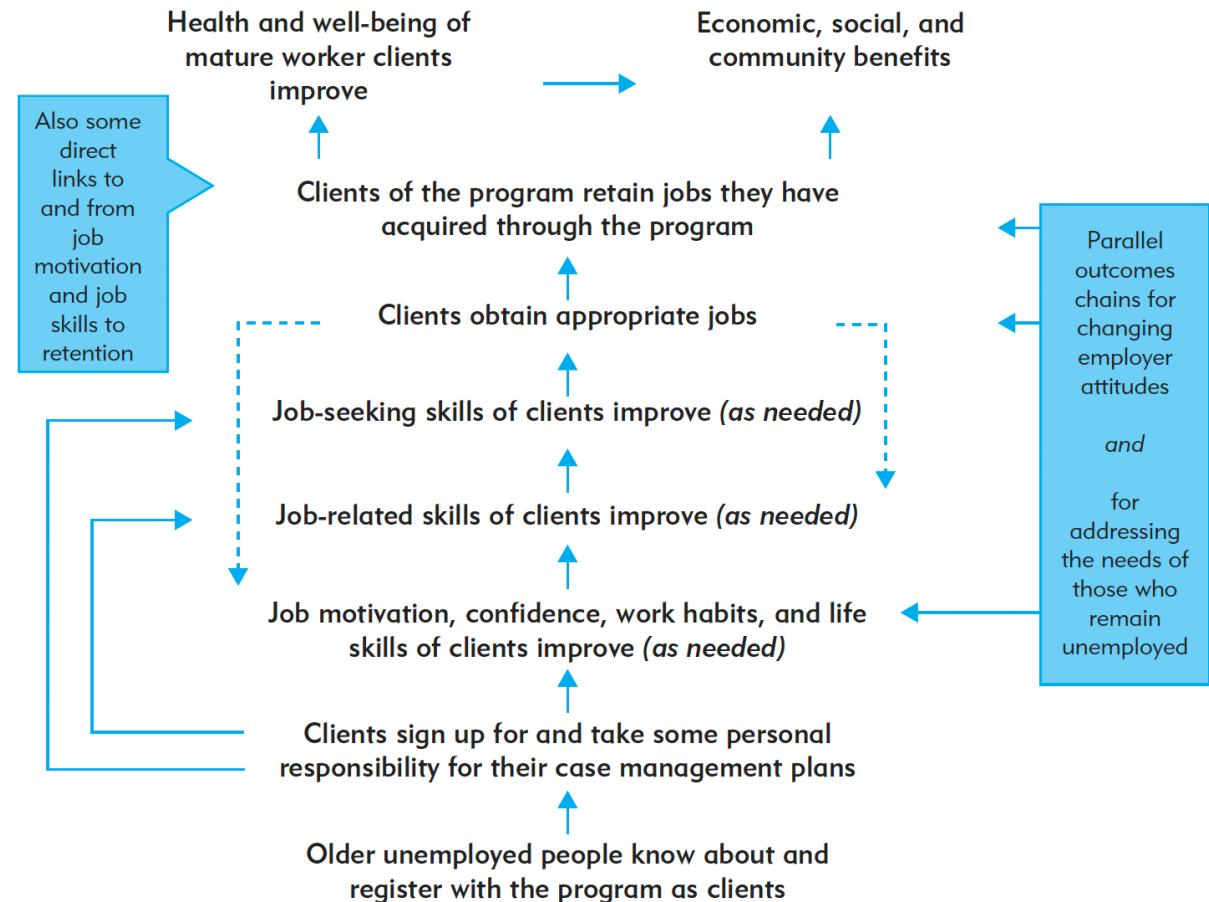 Health and well-being of
mature worker clients
improve
Economic, social, and
community benefits
Also some
direct
links to
and from
job
motivation
and job
skills to
retention
Clients of the program retain jobs they have
acquired through the program
Parallel
outcomes
chains for
changing
employer
attitudes
and
for
addressing
the needs of
those who
remain
unemployed
Clients obtain appropriate jobs
Job-seeking skills of clients improve (as needed)
Job-related skills of clients improve (as needed)
Job motivation, confidence, work habits, and life
skills of clients improve (as needed)
Clients sign up for and take some personal
responsibility for their case management plans
Older unemployed people know about and
register with the program as clients